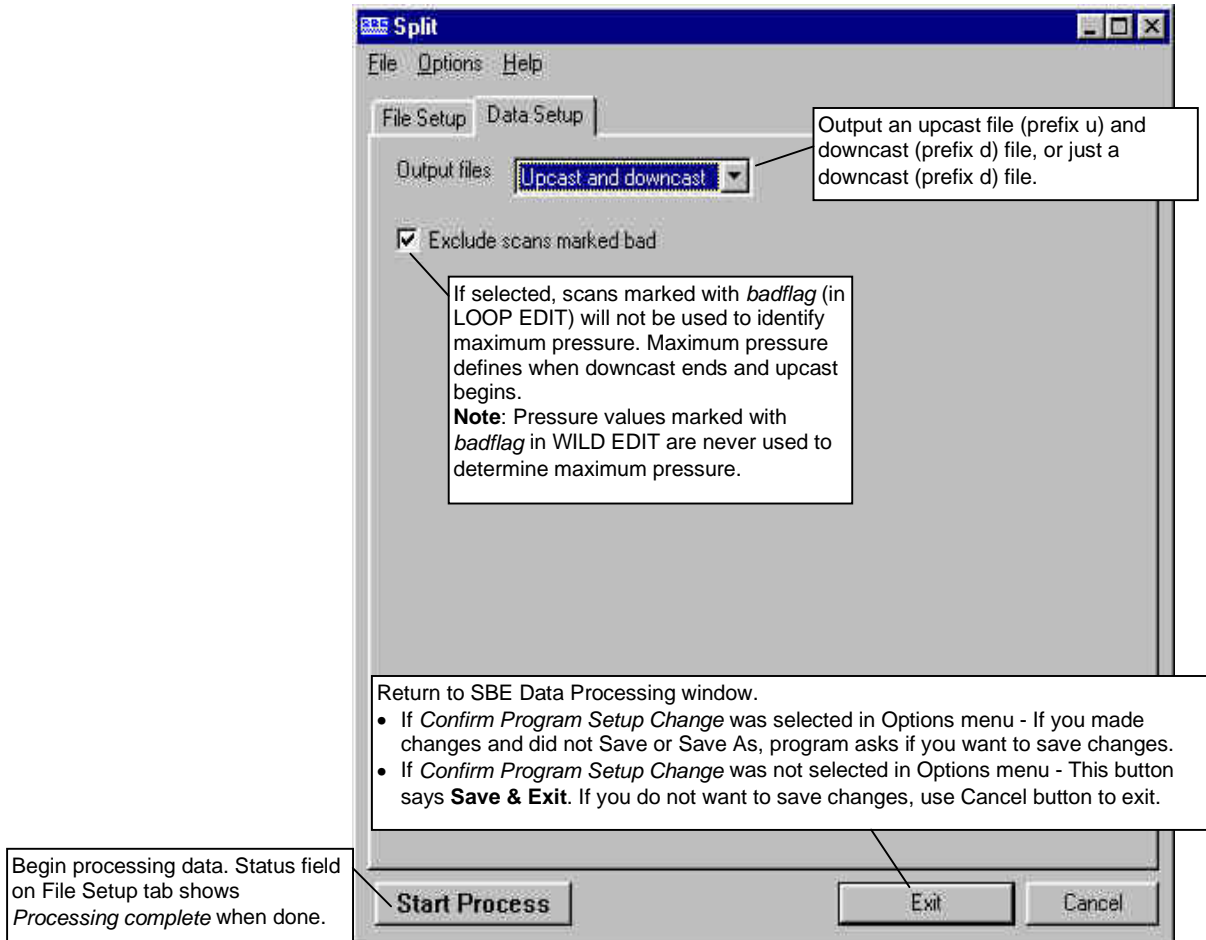 SBE Split
File Options Help
File Setup Data Setup
Output an upcast file (prefix u) and
downcast (prefix d) file, or just a
downcast (prefix d) file.
Output files Upcast and downcast
Exclude scans marked bad
If selected, scans marked with badflag (in
LOOP EDIT) will not be used to identify
maximum pressure. Maximum pressure
defines when downcast ends and upcast
begins.
Note: Pressure values marked with
badflag in WILD EDIT are never used to
determine maximum pressure.
Return to SBE Data Processing window.
• If Confirm Program Setup Change was selected in Options menu - If you made
changes and did not Save or Save As, program asks if you want to save changes.
• If Confirm Program Setup Change was not selected in Options menu - This button
says Save & Exit. If you do not want to save changes, use Cancel button to exit.
Begin processing data. Status field
on File Setup tab shows
Processing complete when done.
Start Process Exit Cancel